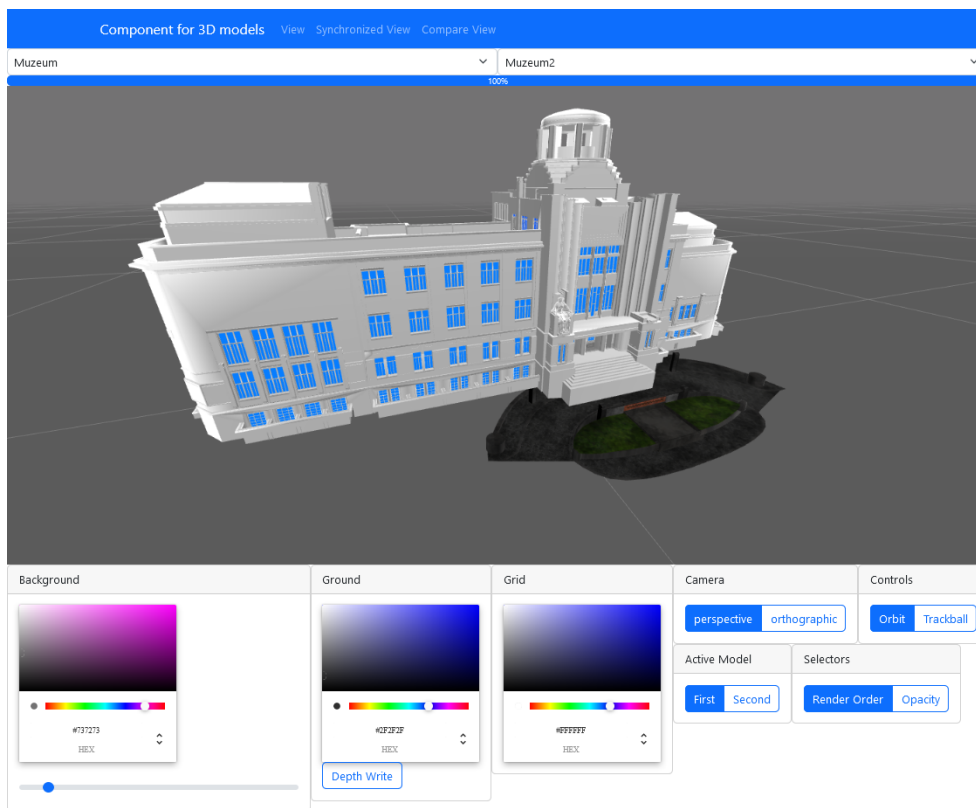 Component for 3D models View Synchronized View Compare View
Muzeum Muzeum2
100%
Background Ground Grid Camera Controls
perspective orthographic Orbit Trackball
Active Model Selectors
First Second Render Order Opacity
#737273 #2F2F2F #FFFFFF
HEX HEX HEX
Depth Write